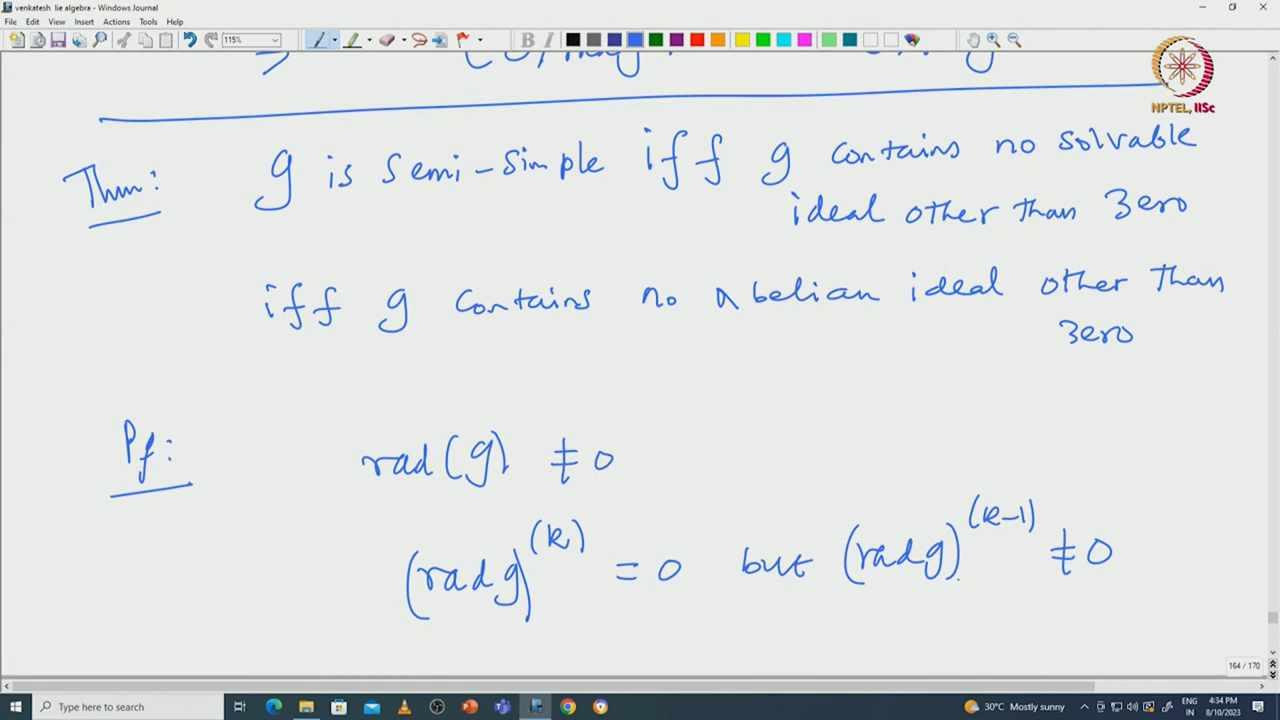 venkatesh lie algebra - Windows Journal
File Edit View Insert Actions Tools Help
115%
B I
NPTEL, IISc
Thm: g is semi-simple iff g contains no solvable
ideal other than zero
iff g contains no abelian ideal other than
zero
Pf: rad(g) ≠ 0
(rad g)^(k) = 0 but (rad g)^(k-1) ≠ 0
164 / 170
Type here to search
30°C Mostly sunny
ENG
IN
4:34 PM
8/10/2023